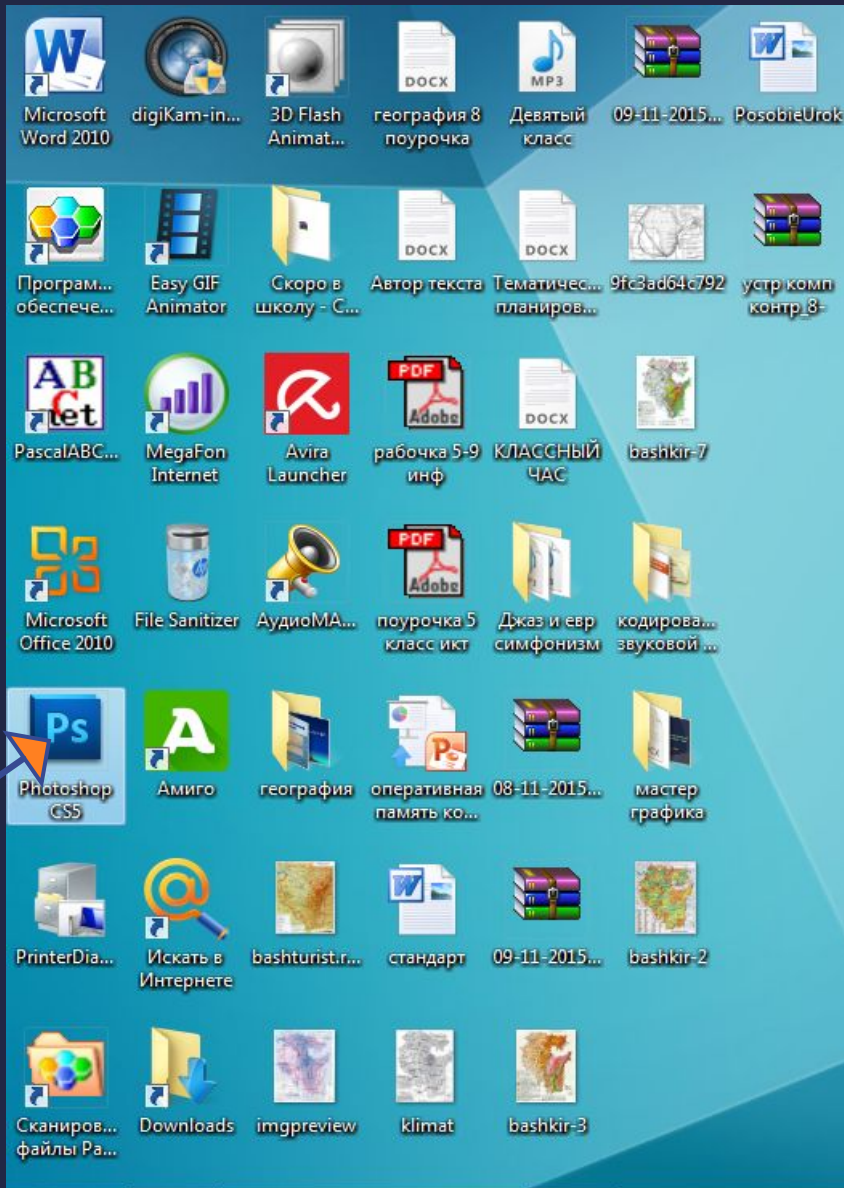 Microsoft Word 2010
digiKam-in...
3D Flash Animat...
DOCX
география 8 поурочка
MP3
Девятый класс
09-11-2015...
PosobieUrok
Програм... обеспече...
Easy GIF Animator
Скоро в школу - С...
DOCX
Автор текста
DOCX
Тематичес... планиров...
9fc3ad64c792
устр комп контр_8-
ABC net
PascalABC...
MegaFon Internet
Avira Launcher
PDF Adobe
рабочка 5-9 инф
DOCX
КЛАССНЫЙ ЧАС
bashkir-7
Microsoft Office 2010
File Sanitizer
АудиоМА...
PDF Adobe
поурочка 5 класс икт
Джаз и евр симфонизм
кодирова... звуковой ...
Ps
Photoshop CS5
Амиго
география
оперативная память ко...
08-11-2015...
мастер графика
PrinterDia...
Искать в Интернете
bashturist.r...
стандарт
09-11-2015...
bashkir-2
Сканиров... файлы Pa...
Downloads
imgpreview
klimat
bashkir-3